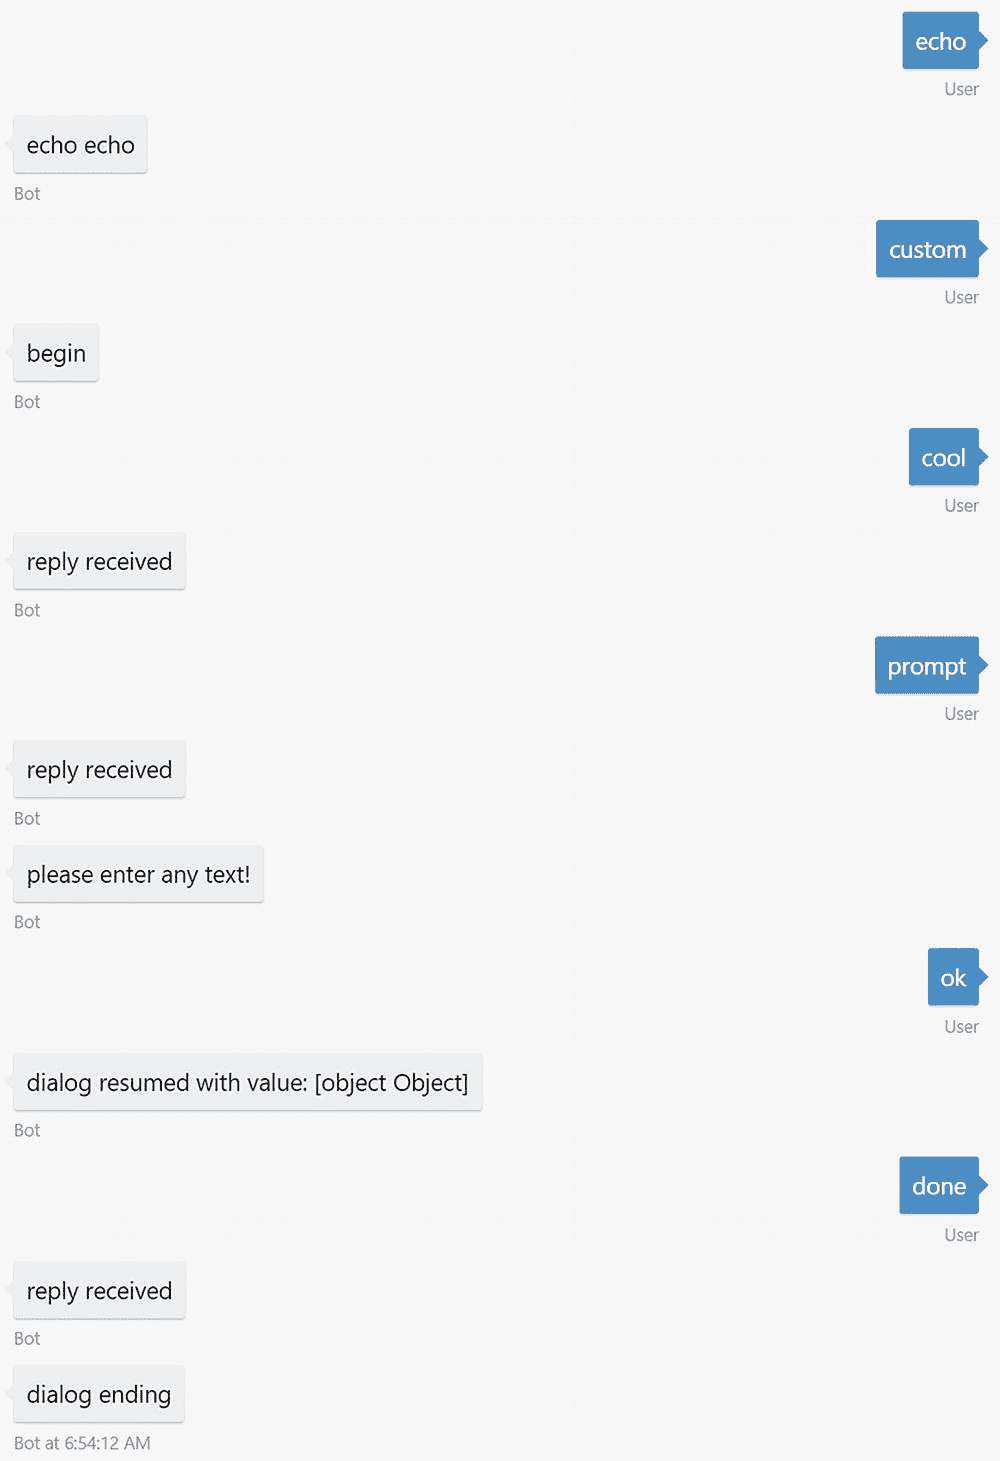 echo
User
echo echo
Bot
custom
User
begin
Bot
cool
User
reply received
Bot
prompt
User
reply received
Bot
please enter any text!
Bot
ok
User
dialog resumed with value: [object Object]
Bot
done
User
reply received
Bot
dialog ending
Bot at 6:54:12 AM